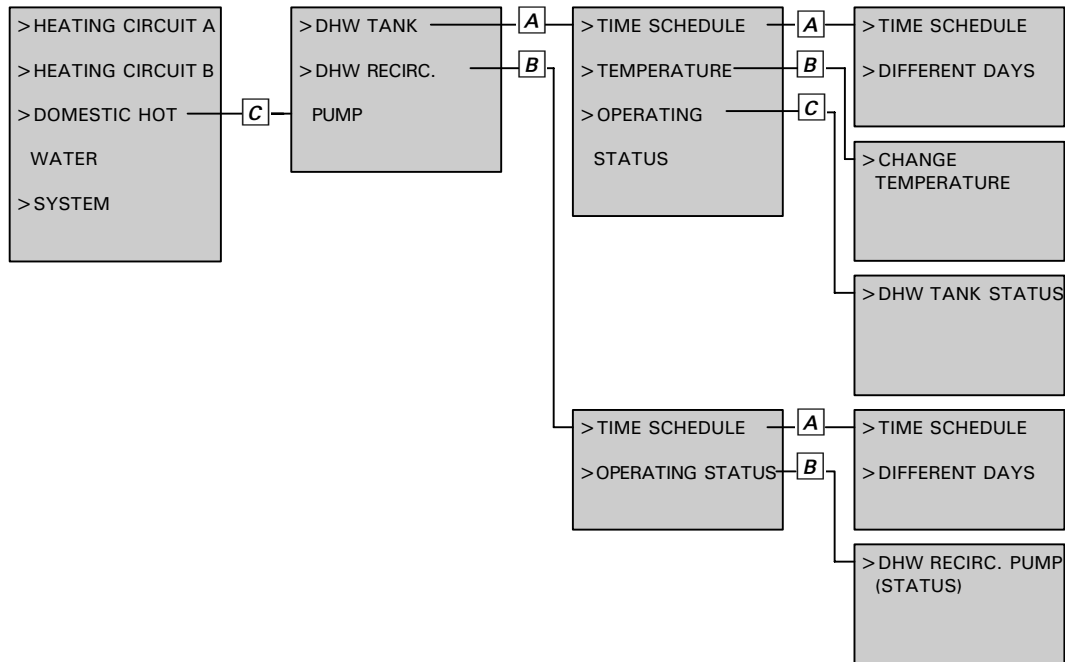 >HEATING CIRCUIT A
>HEATING CIRCUIT B
>DOMESTIC HOT
WATER
>SYSTEM
C
>DHW TANK
>DHW RECIRC.
PUMP
A
B
>TIME SCHEDULE
>TEMPERATURE
>OPERATING
STATUS
A
B
C
>TIME SCHEDULE
>DIFFERENT DAYS
>CHANGE
TEMPERATURE
>DHW TANK STATUS
>TIME SCHEDULE
>OPERATING STATUS
A
B
>TIME SCHEDULE
>DIFFERENT DAYS
>DHW RECIRC. PUMP
(STATUS)